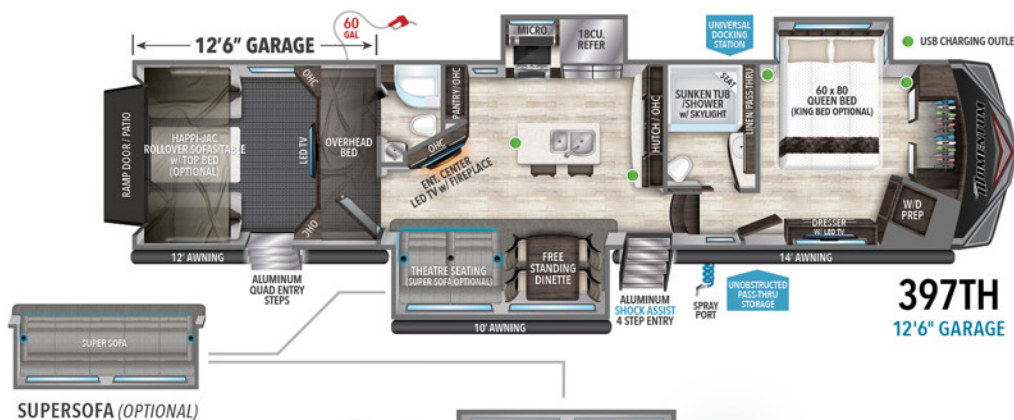 60
GAL
12'6" GARAGE
MICRO
18CU.
REFER
UNIVERSAL
DOCKING
STATION
USB CHARGING OUTLE
RAMP DOOR / PATIO
HAPPI-JAC
ROLLOVER SOFAS/TABLE
w/ TOP BED
(OPTIONAL)
OHC
LED TV
OVERHEAD
BED
OHC
PANTRY/OHC
OHC
ENT. CENTER
LED TV w/ FIREPLACE
HUTCH / OHC
SEAT
SUNKEN TUB
/SHOWER
w/ SKYLIGHT
LINEN/PASS-THRU
60 x 80
QUEEN BED
(KING BED OPTIONAL)
MOMENTUM
W/D
PREP
DRESSER
w/ LED TV
12' AWNING
ALUMINUM
QUAD ENTRY
STEPS
THEATRE SEATING
(SUPER SOFA OPTIONAL)
FREE
STANDING
DINETTE
10' AWNING
ALUMINUM
SHOCK ASSIST
4 STEP ENTRY
14' AWNING
SPRAY
PORT
UNOBSTRUCTED
PASS-THRU
STORAGE
397TH
12'6" GARAGE
SUPER SOFA
SUPERSOFA (OPTIONAL)